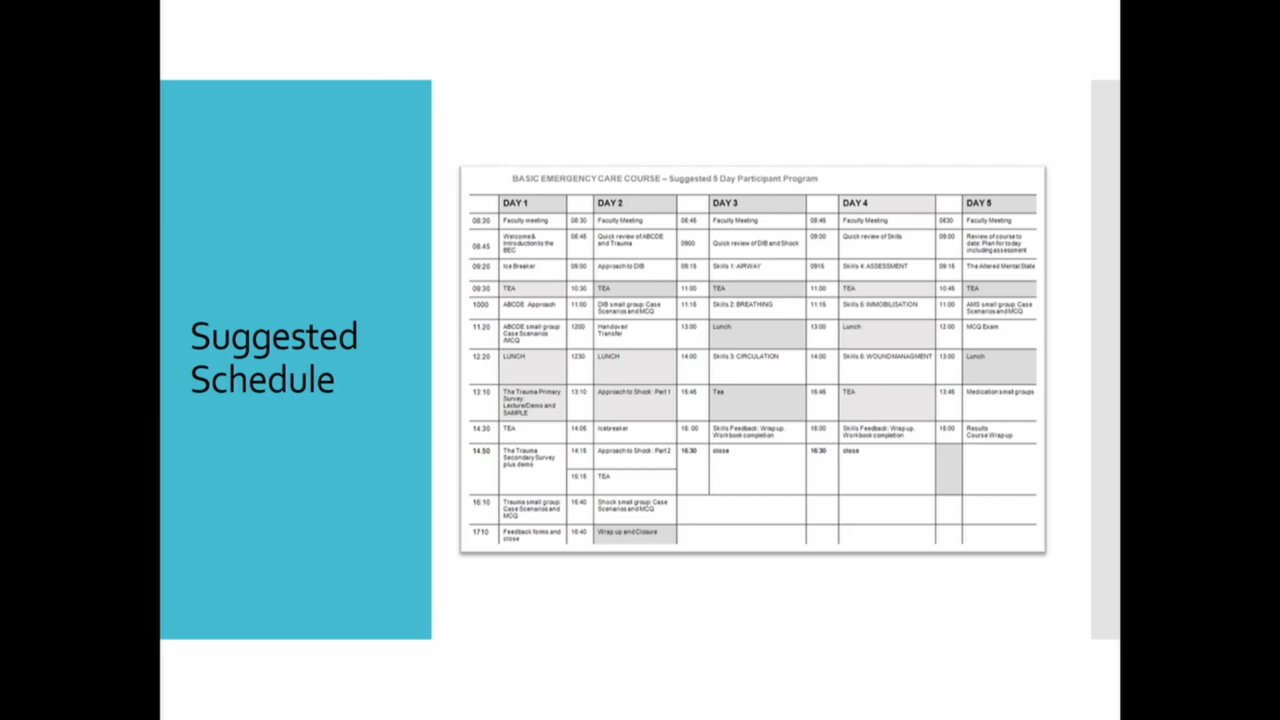 Suggested
Schedule
BASIC EMERGENCY CARE COURSE – Suggested 5 Day Participant Program
DAY 1 DAY 2 DAY 3 DAY 4 DAY 5
08:30 Faculty meeting 08:30 Faculty Meeting 08:45 Faculty Meeting 08:45 Faculty Meeting 0830 Faculty Meeting
08.45 Welcome & Introduction to the BEC 08:45 Quick review of ABCDE and Trauma 0900 Quick review of DIB and Shock 09:00 Quick review of Skills 09:00 Review of course to date: Plan for today including assessment
09:20 Ice Breaker 09:00 Approach to DIB 09:15 Skills 1: AIRWAY 0915 Skills 4: ASSESSMENT 09:15 The Altered Mental State
09:30 TEA 10:30 TEA 11:00 TEA 11:00 TEA 10:45 TEA
1000 ABCDE Approach 11:00 DIB small group: Case Scenarios and MCQ 11:15 Skills 2: BREATHING 11:15 Skills 5: IMMOBILISATION 11:00 AMS small group: Case Scenarios and MCQ
11.20 ABCDE small group: Case Scenarios /MCQ 1200 Handover/ Transfer 13:00 Lunch 13:00 Lunch 12:00 MCQ Exam
12:20 LUNCH 1230 LUNCH 14:00 Skills 3: CIRCULATION 14:00 Skills 6: WOUND MANAGMENT 13:00 Lunch
13:10 The Trauma Primary Survey: Lecture/Demo and SAMPLE 13:10 Approach to Shock: Part 1 15:45 Tea 15:45 TEA 13:45 Medication small groups
14:30 TEA 14:05 Icebreaker 16:00 Skills Feedback: Wrap up. Workbook completion 16:00 Skills Feedback: Wrap up. Workbook completion 15:00 Results Course Wrap up
14.50 The Trauma Secondary Survey plus demo 14:15 Approach to Shock: Part 2 16:30 close 16:30 close
15:15 TEA
16:10 Trauma small group: Case Scenarios and MCQ 15:40 Shock small group: Case Scenarios and MCQ
1710 Feedback forms and close 16:40 Wrap up and Closure